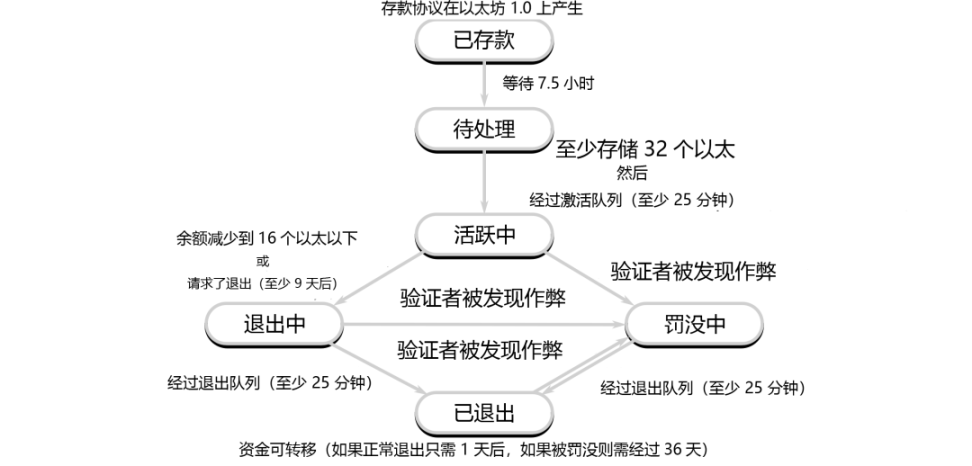 存款协议在以太坊 1.0 上产生
已存款
等待 7.5 小时
待处理
至少存储 32 个以太
然后
经过激活队列（至少 25 分钟）
活跃中
余额减少到 16 个以太以下
或
请求了退出（至少 9 天后）
验证者被发现作弊
验证者被发现作弊
退出中
罚没中
验证者被发现作弊
经过退出队列（至少 25 分钟）
经过退出队列（至少 25 分钟）
已退出
资金可转移（如果正常退出只需 1 天后，如果被罚没则需经过 36 天）